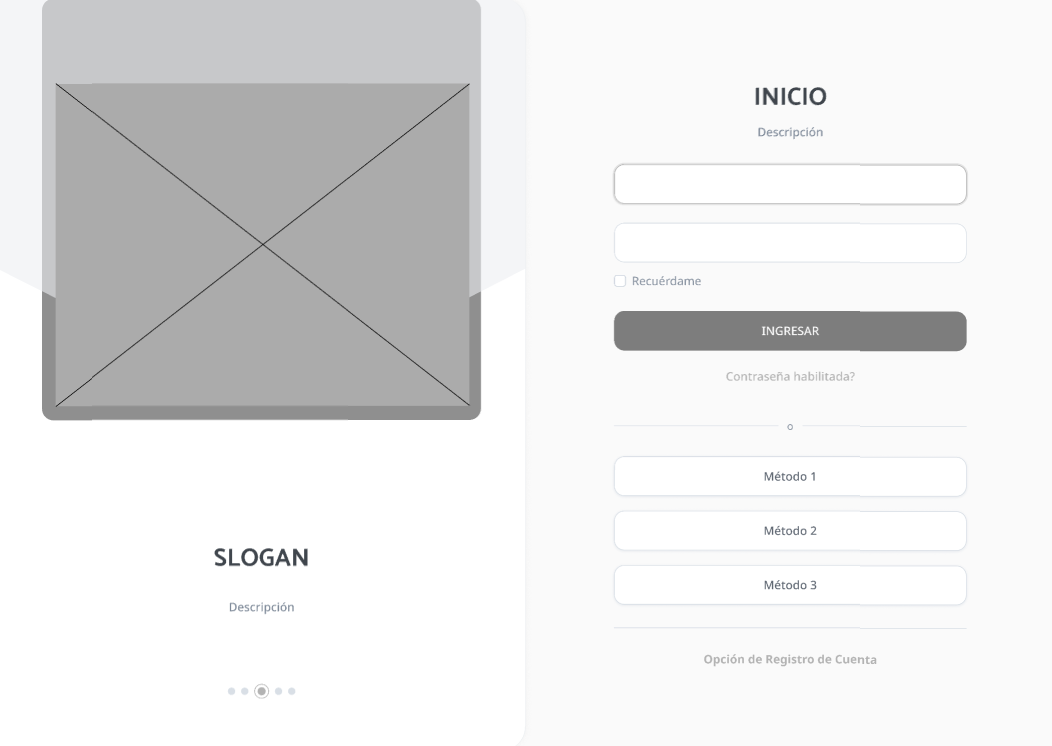 SLOGAN
Descripción
INICIO
Descripción
Recuérdame
INGRESAR
Contraseña habilitada?
o
Método 1
Método 2
Método 3
Opción de Registro de Cuenta